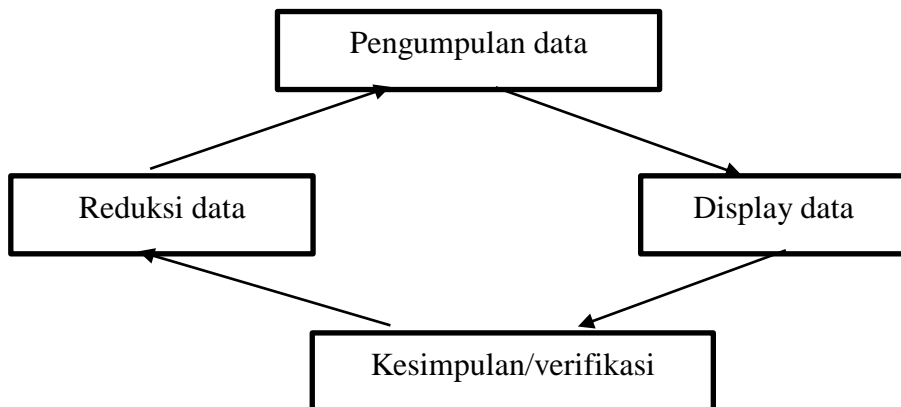 Pengumpulan data
Reduksi data
Display data
Kesimpulan/verifikasi